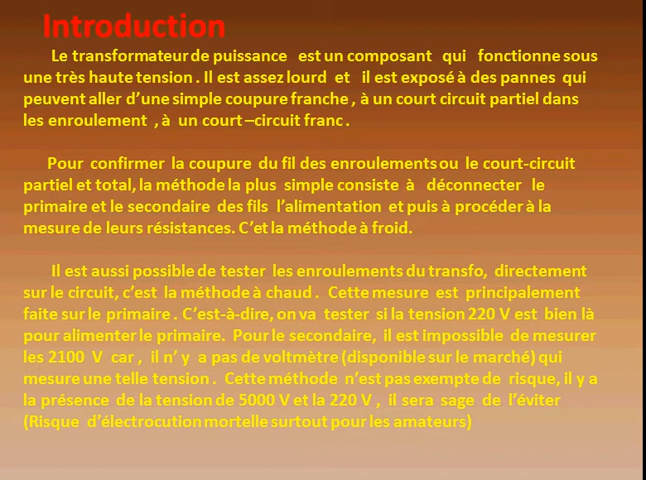 Introduction
Le transformateur de puissance est un composant qui fonctionne sous
une très haute tension . Il est assez lourd et il est exposé à des pannes qui
peuvent aller d’une simple coupure franche , à un court circuit partiel dans
les enroulement , à un court –circuit franc .
Pour confirmer la coupure du fil des enroulements ou le court-circuit
partiel et total, la méthode la plus simple consiste à déconnecter le
primaire et le secondaire des fils l’alimentation et puis à procéder à la
mesure de leurs résistances. C’et la méthode à froid.
Il est aussi possible de tester les enroulements du transfo, directement
sur le circuit, c’est la méthode à chaud . Cette mesure est principalement
faite sur le primaire . C’est-à-dire, on va tester si la tension 220 V est bien là
pour alimenter le primaire. Pour le secondaire, il est impossible de mesurer
les 2100 V car , il n’ y a pas de voltmètre (disponible sur le marché) qui
mesure une telle tension . Cette méthode n’est pas exempte de risque, il y a
la présence de la tension de 5000 V et la 220 V , il sera sage de l’éviter
(Risque d’électrocution mortelle surtout pour les amateurs)